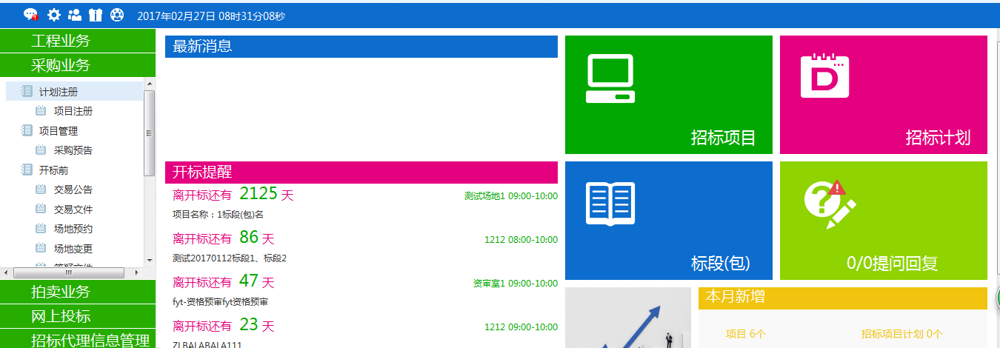 2017年02月27日 08时31分08秒
工程业务
采购业务
计划注册
项目注册
项目管理
采购预告
开标前
交易公告
交易文件
场地预约
场地变更
答疑文件
拍卖业务
网上投标
招标代理信息管理
最新消息
开标提醒
离开标还有 2125 天 测试场地1 09:00-10:00
项目名称：1标段(包)名
离开标还有 86 天 1212 08:00-10:00
测试20170112标段1、标段2
离开标还有 47 天 资审室1 09:00-10:00
fyt-资格预审fyt资格预审
离开标还有 23 天 1212 09:00-10:00
ZLBALABALA111
招标项目
D
招标计划
标段(包)
0/0提问回复
本月新增
项目 6个
招标项目计划 0个